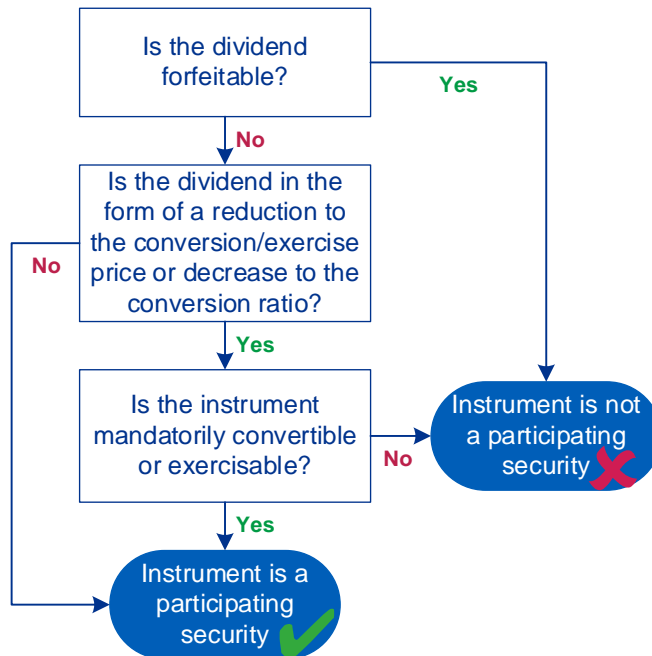 Is the dividend
forfeitable?
Yes
No
Is the dividend in the
form of a reduction to
the conversion/exercise
price or decrease to the
conversion ratio?
No
Yes
Is the instrument
mandatorily convertible
or exercisable?
No
Instrument is not
a participating
security
Yes
Instrument is a
participating
security